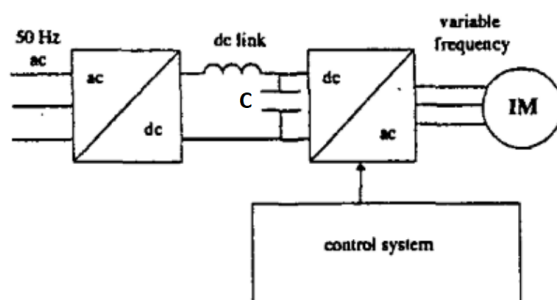 50 Hz
ac
dc link
variable
frequency
ac
dc
C
dc
ac
IM
control system